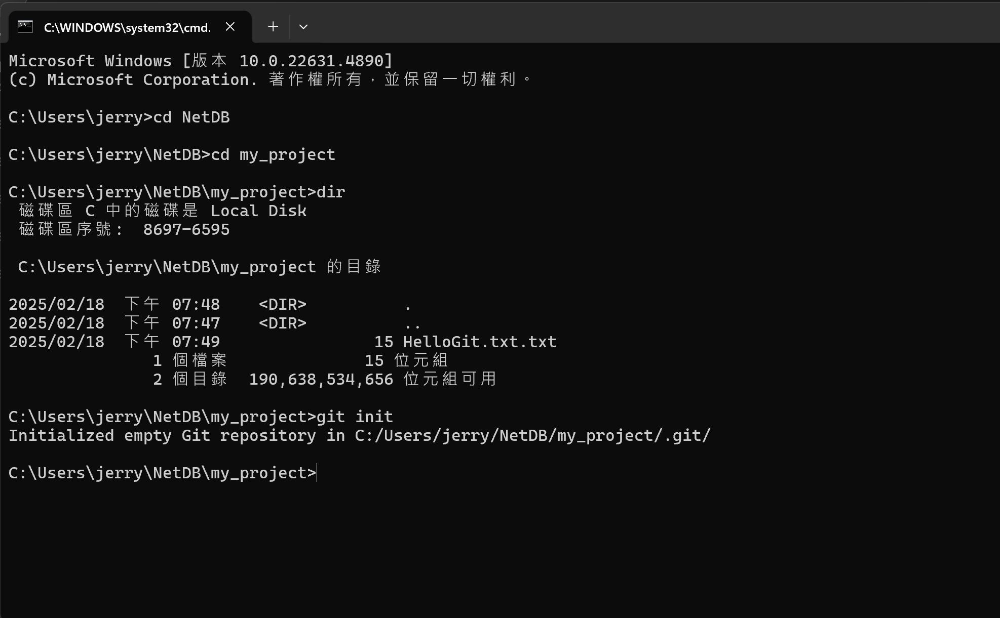 C:\WINDOWS\system32\cmd.
Microsoft Windows [版本 10.0.22631.4890]
(c) Microsoft Corporation. 著作權所有，並保留一切權利。
C:\Users\jerry>cd NetDB
C:\Users\jerry\NetDB>cd my_project
C:\Users\jerry\NetDB\my_project>dir
 磁碟區 C 中的磁碟是 Local Disk
 磁碟區序號:  8697-6595
 C:\Users\jerry\NetDB\my_project 的目錄
2025/02/18  下午 07:48    <DIR>          .
2025/02/18  下午 07:47    <DIR>          ..
2025/02/18  下午 07:49                15 HelloGit.txt.txt
               1 個檔案              15 位元組
               2 個目錄  190,638,534,656 位元組可用
C:\Users\jerry\NetDB\my_project>git init
Initialized empty Git repository in C:/Users/jerry/NetDB/my_project/.git/
C:\Users\jerry\NetDB\my_project>